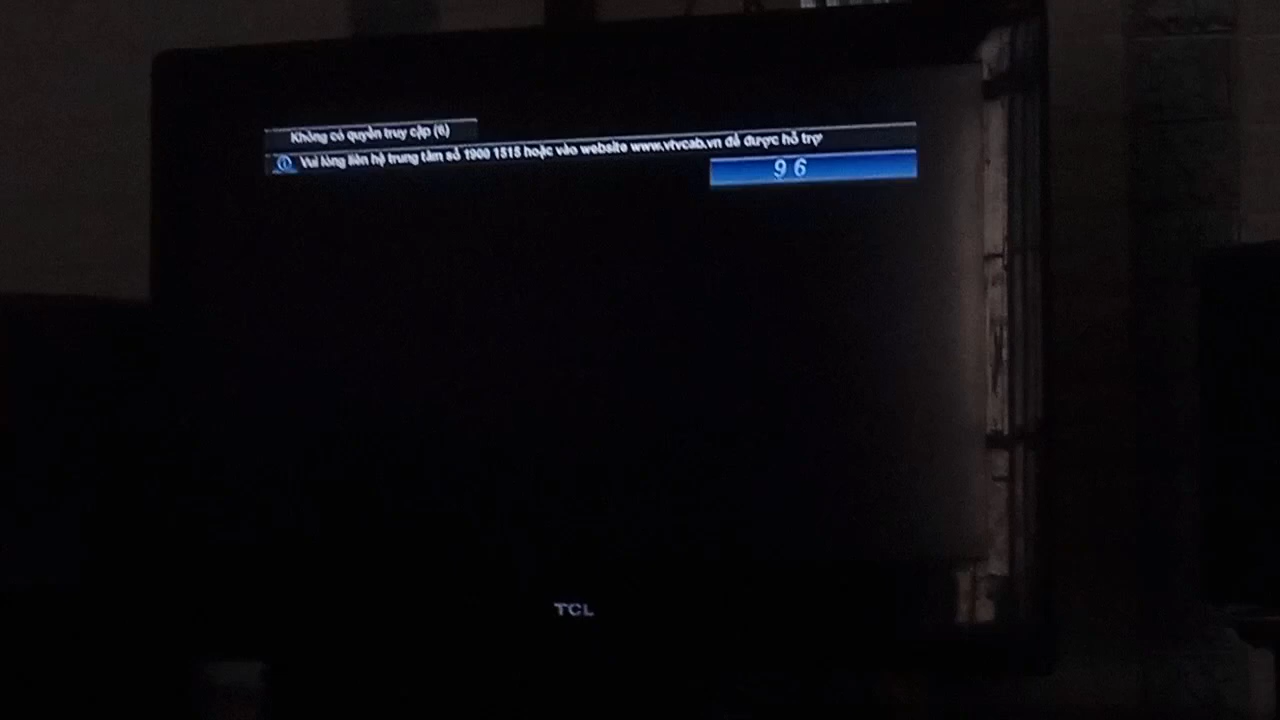 Không có quyền truy cập (6)
Vui lòng liên hệ trung tâm số 1900 1515 hoặc vào website www.vtvcab.vn để được hỗ trợ
96
TCL